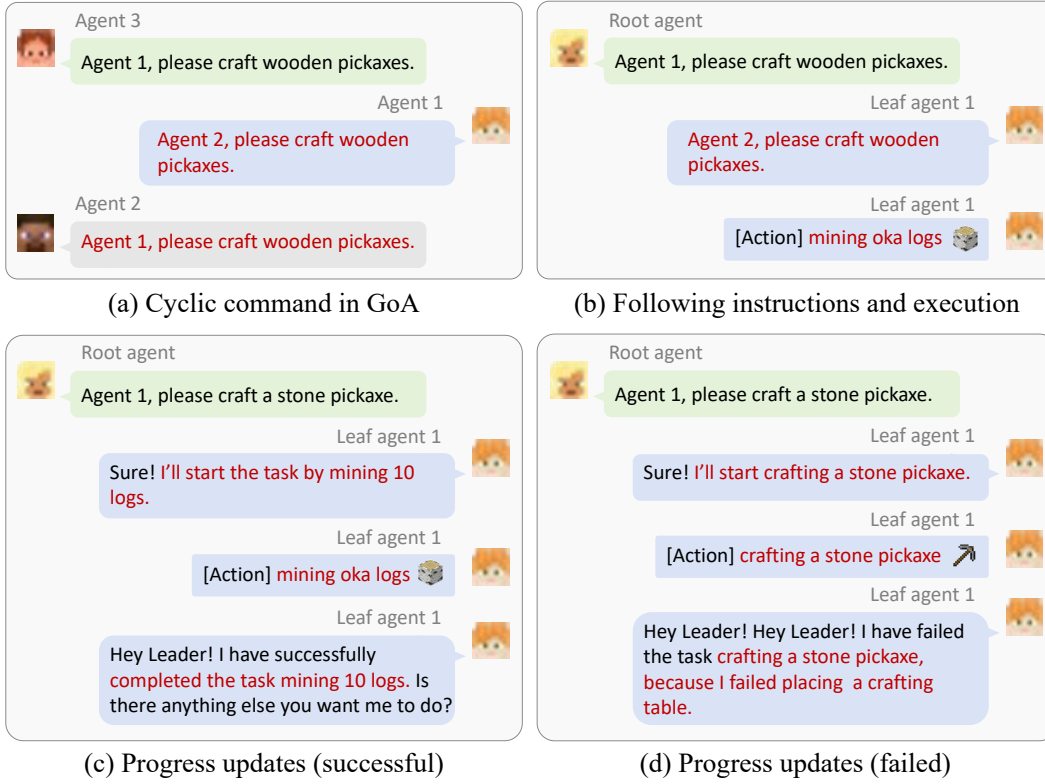 Agent 3
Agent 1, please craft wooden pickaxes.
Agent 1
Agent 2, please craft wooden
pickaxes.
Agent 2
Agent 1, please craft wooden pickaxes.
(a) Cyclic command in GoA
Root agent
Agent 1, please craft wooden pickaxes.
Leaf agent 1
Agent 2, please craft wooden
pickaxes.
Leaf agent 1
[Action] mining oka logs
(b) Following instructions and execution
Root agent
Agent 1, please craft a stone pickaxe.
Leaf agent 1
Sure! I'll start the task by mining 10
logs.
Leaf agent 1
[Action] mining oka logs
Leaf agent 1
Hey Leader! I have successfully
completed the task mining 10 logs. Is
there anything else you want me to do?
(c) Progress updates (successful)
Root agent
Agent 1, please craft a stone pickaxe.
Leaf agent 1
Sure! I'll start crafting a stone pickaxe.
Leaf agent 1
[Action] crafting a stone pickaxe
Leaf agent 1
Hey Leader! Hey Leader! I have failed
the task crafting a stone pickaxe,
because I failed placing a crafting
table.
(d) Progress updates (failed)